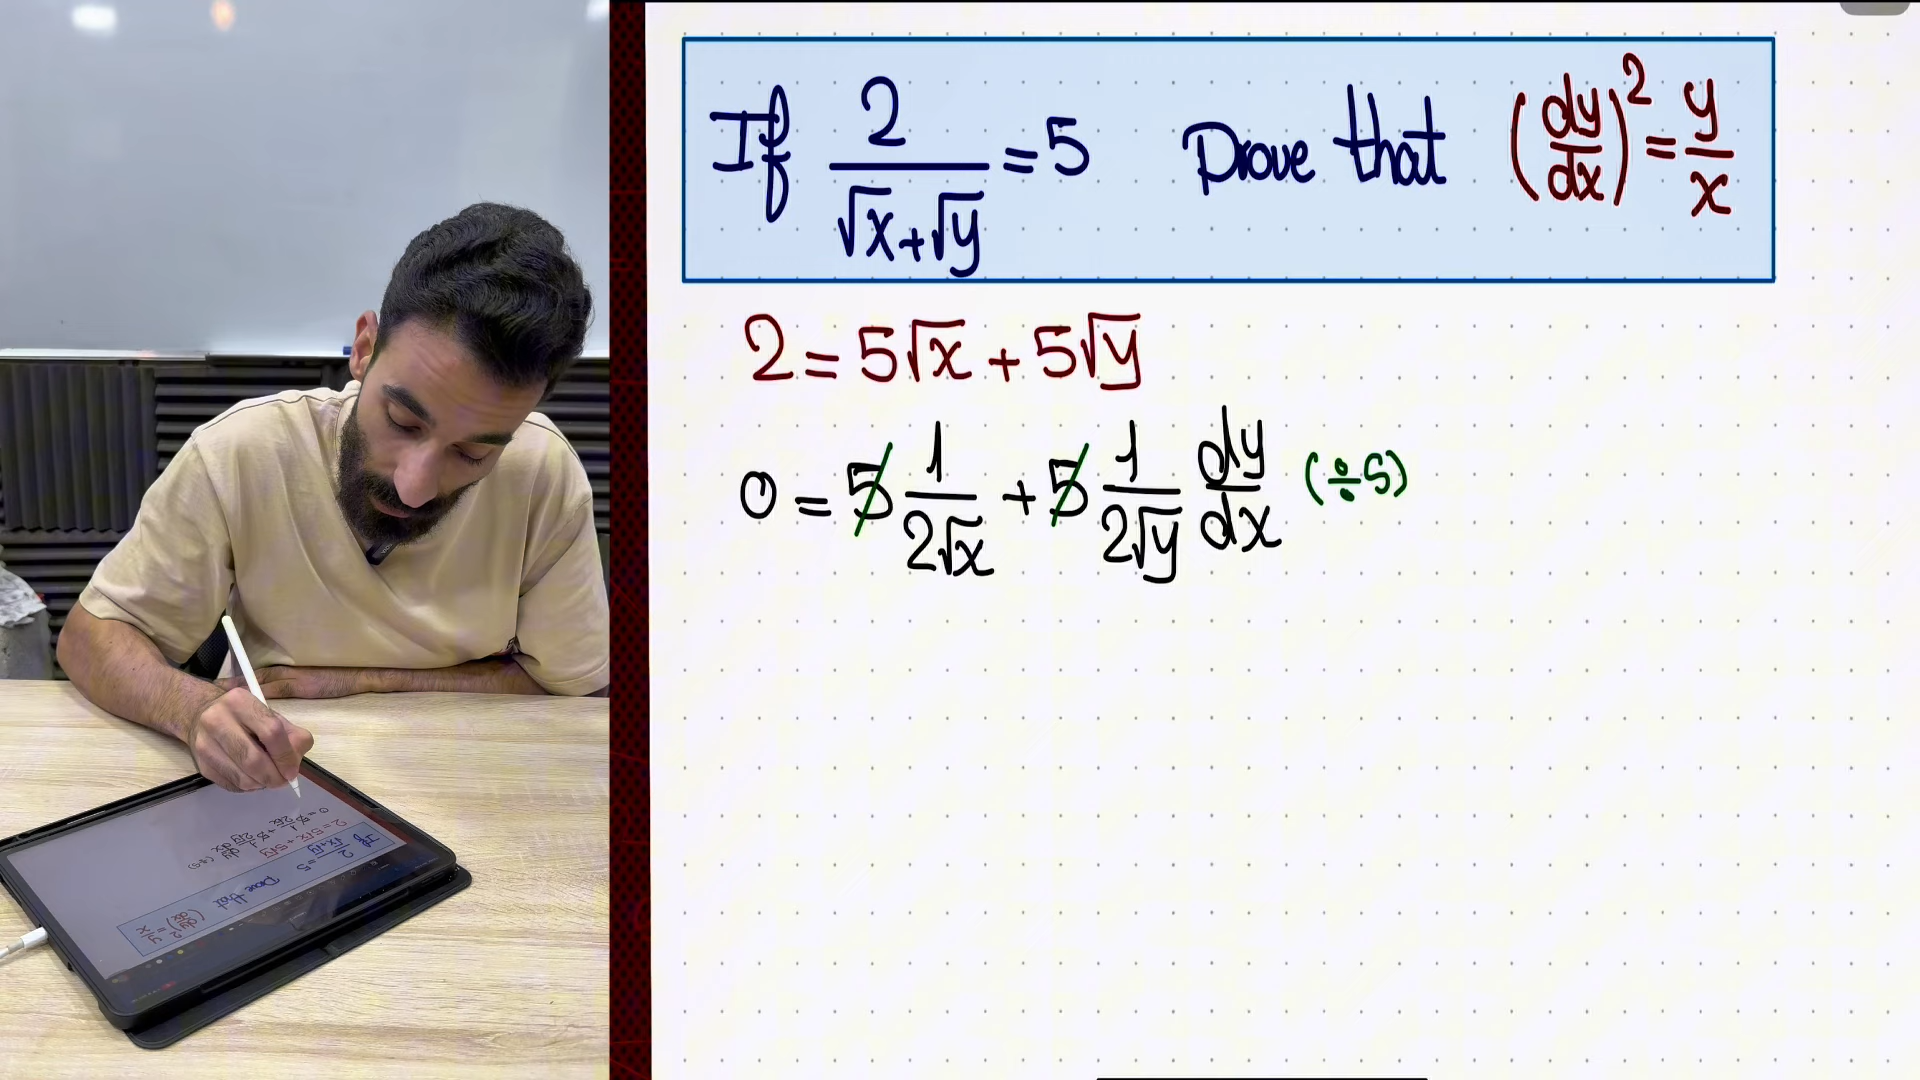 If 2/(√x+√y) = 5 Prove that (dy/dx)² = y/x
2 = 5√x + 5√y
0 = 5 1/(2√x) + 5 1/(2√y) dy/dx (÷5)